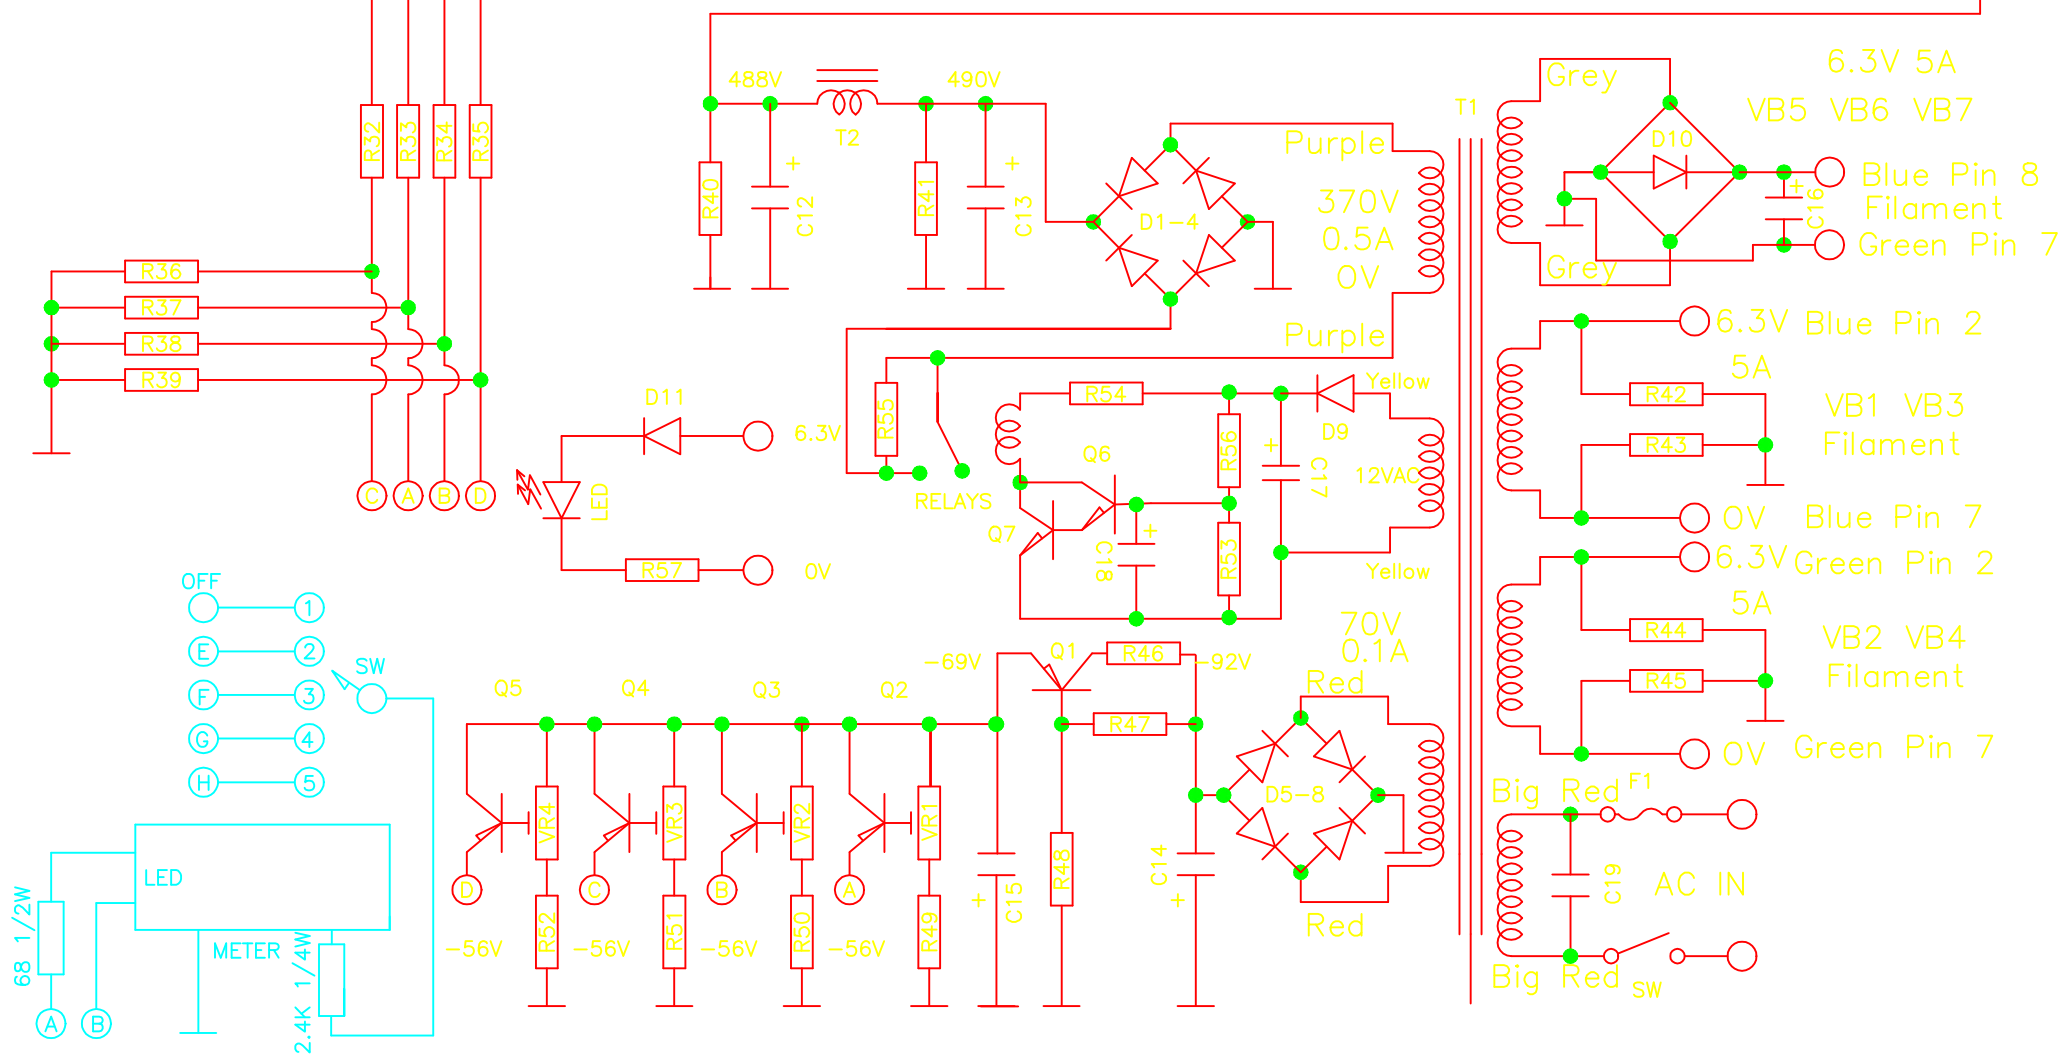 488V
490V
T2
T1
Grey
6.3V 5A
VB5 VB6 VB7
R32
R33
R34
R35
R40
+
C12
R41
+
C13
Purple
D1-4
370V
0.5A
0V
Purple
D10
Blue Pin 8
+
C16
Filament
Green Pin 7
Grey
R36
R37
R38
R39
C
A
B
D
D11
6.3V
LED
R57
0V
R55
RELAYS
R54
Q6
Q7
+
C18
R56
R53
+
C17
D9
Yellow
12VAC
Yellow
6.3V Blue Pin 2
5A
R42
VB1 VB3
R43
Filament
0V Blue Pin 7
6.3V Green Pin 2
5A
R44
VB2 VB4
R45
Filament
0V Green Pin 7
OFF
1
E
2
F
3
G
4
H
5
SW
LED
METER
68 1/2W
2.4K 1/4W
A
B
Q5
Q4
Q3
Q2
-69V
Q1
R46
-92V
R47
70V
0.1A
Red
D5-8
Red
VR4
VR3
VR2
VR1
D
C
B
A
-56V
-56V
-56V
-56V
R52
R51
R50
R49
+
C15
R48
C14
+
Big Red
F1
C19
AC IN
Big Red
SW